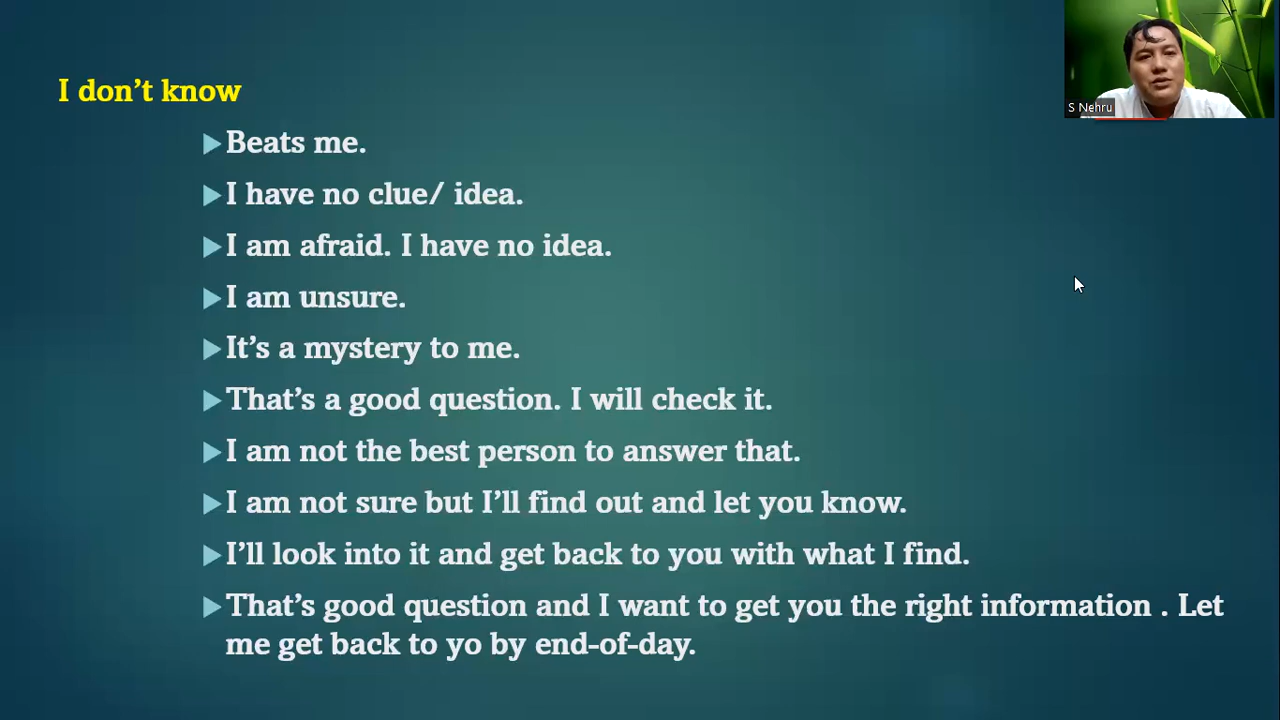 I don't know
Beats me.
I have no clue/ idea.
I am afraid. I have no idea.
I am unsure.
It's a mystery to me.
That's a good question. I will check it.
I am not the best person to answer that.
I am not sure but I'll find out and let you know.
I'll look into it and get back to you with what I find.
That's good question and I want to get you the right information . Let
me get back to yo by end-of-day.
S Nehru